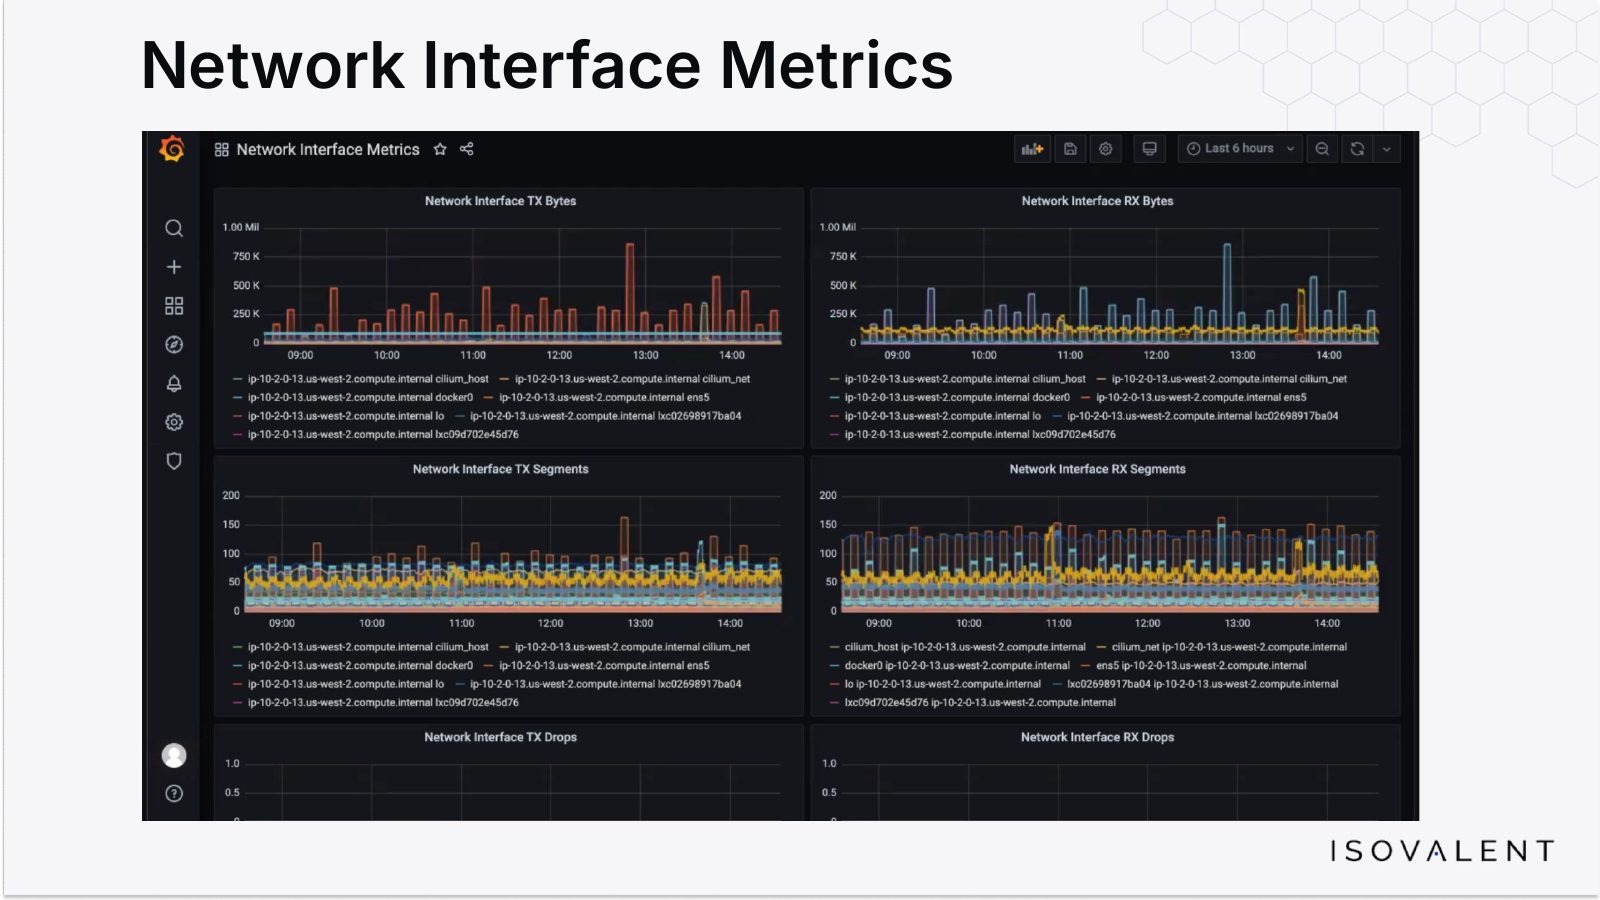 Network Interface Metrics
Network Interface Metrics
Last 6 hours
Network Interface TX Bytes
1.00 Mil
750 K
500 K
250 K
0
09:00 10:00 11:00 12:00 13:00 14:00
ip-10-2-0-13.us-west-2.compute.internal cilium_host ip-10-2-0-13.us-west-2.compute.internal cilium_net
ip-10-2-0-13.us-west-2.compute.internal docker0 ip-10-2-0-13.us-west-2.compute.internal ens5
ip-10-2-0-13.us-west-2.compute.internal lo ip-10-2-0-13.us-west-2.compute.internal lxc02698917ba04
ip-10-2-0-13.us-west-2.compute.internal lxc09d702e45d76
Network Interface RX Bytes
1.00 Mil
750 K
500 K
250 K
0
09:00 10:00 11:00 12:00 13:00 14:00
ip-10-2-0-13.us-west-2.compute.internal cilium_host ip-10-2-0-13.us-west-2.compute.internal cilium_net
ip-10-2-0-13.us-west-2.compute.internal docker0 ip-10-2-0-13.us-west-2.compute.internal ens5
ip-10-2-0-13.us-west-2.compute.internal lo ip-10-2-0-13.us-west-2.compute.internal lxc02698917ba04
ip-10-2-0-13.us-west-2.compute.internal lxc09d702e45d76
Network Interface TX Segments
200
150
100
50
0
09:00 10:00 11:00 12:00 13:00 14:00
ip-10-2-0-13.us-west-2.compute.internal cilium_host ip-10-2-0-13.us-west-2.compute.internal cilium_net
ip-10-2-0-13.us-west-2.compute.internal docker0 ip-10-2-0-13.us-west-2.compute.internal ens5
ip-10-2-0-13.us-west-2.compute.internal lo ip-10-2-0-13.us-west-2.compute.internal lxc02698917ba04
ip-10-2-0-13.us-west-2.compute.internal lxc09d702e45d76
Network Interface RX Segments
200
150
100
50
0
09:00 10:00 11:00 12:00 13:00 14:00
cilium_host ip-10-2-0-13.us-west-2.compute.internal cilium_net ip-10-2-0-13.us-west-2.compute.internal
docker0 ip-10-2-0-13.us-west-2.compute.internal ens5 ip-10-2-0-13.us-west-2.compute.internal
lo ip-10-2-0-13.us-west-2.compute.internal lxc02698917ba04 ip-10-2-0-13.us-west-2.compute.internal
lxc09d702e45d76 ip-10-2-0-13.us-west-2.compute.internal
Network Interface TX Drops
1.0
0.5
Network Interface RX Drops
1.0
0.5
ISOVALENT